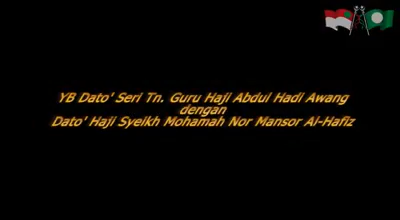 YB Dato' Seri Tn. Guru Haji Abdul Hadi Awang
dengan
Dato' Haji Syeikh Mohamah Nor Mansor Al-Hafiz